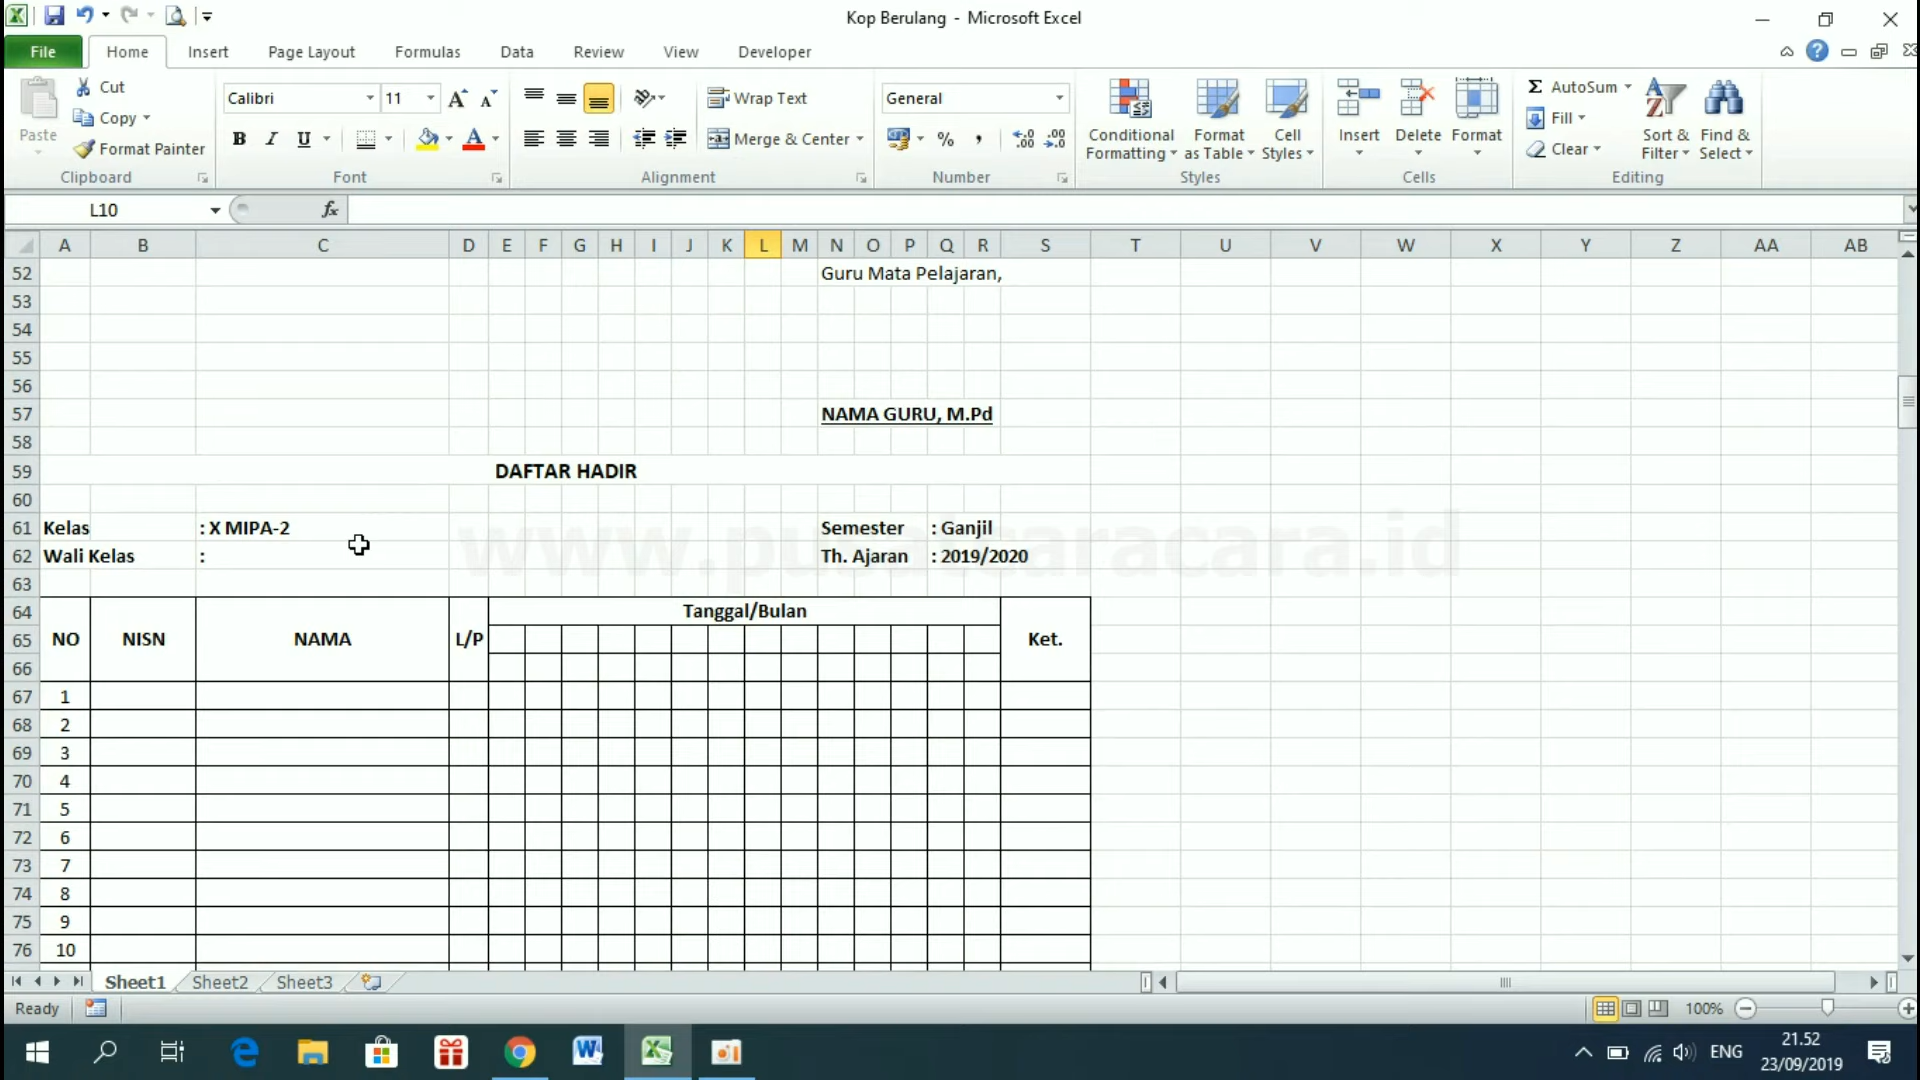 Kop Berulang - Microsoft Excel
File Home Insert Page Layout Formulas Data Review View Developer
Paste
Cut
Copy
Format Painter
Clipboard
Calibri 11
B I U
Font
Wrap Text
Merge & Center
Alignment
General
% ,
Number
Conditional Formatting
Format as Table
Cell Styles
Styles
Insert Delete Format
Cells
Σ AutoSum
Fill
Clear
Sort & Filter
Find & Select
Editing
L10 fx
A B C D E F G H I J K L M N O P Q R S T U V W X Y Z AA AB
52 Guru Mata Pelajaran,
53
54
55
56
57 NAMA GURU, M.Pd
58
59 DAFTAR HADIR
60
61 Kelas : X MIPA-2 Semester : Ganjil
62 Wali Kelas : Th. Ajaran : 2019/2020
www.pusatcaracara.id
63
64 Tanggal/Bulan
65 NO NISN NAMA L/P Ket.
66
67 1
68 2
69 3
70 4
71 5
72 6
73 7
74 8
75 9
76 10
Sheet1 Sheet2 Sheet3
Ready 100%
ENG
21.52
23/09/2019